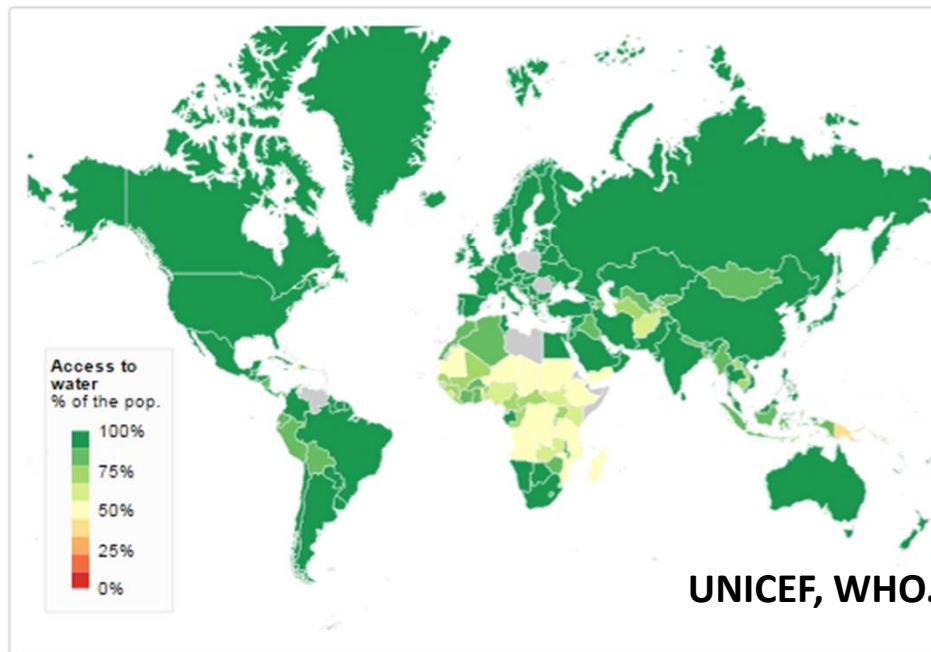 Access to
water
% of the pop.
100%
75%
50%
25%
0%
UNICEF, WHO.